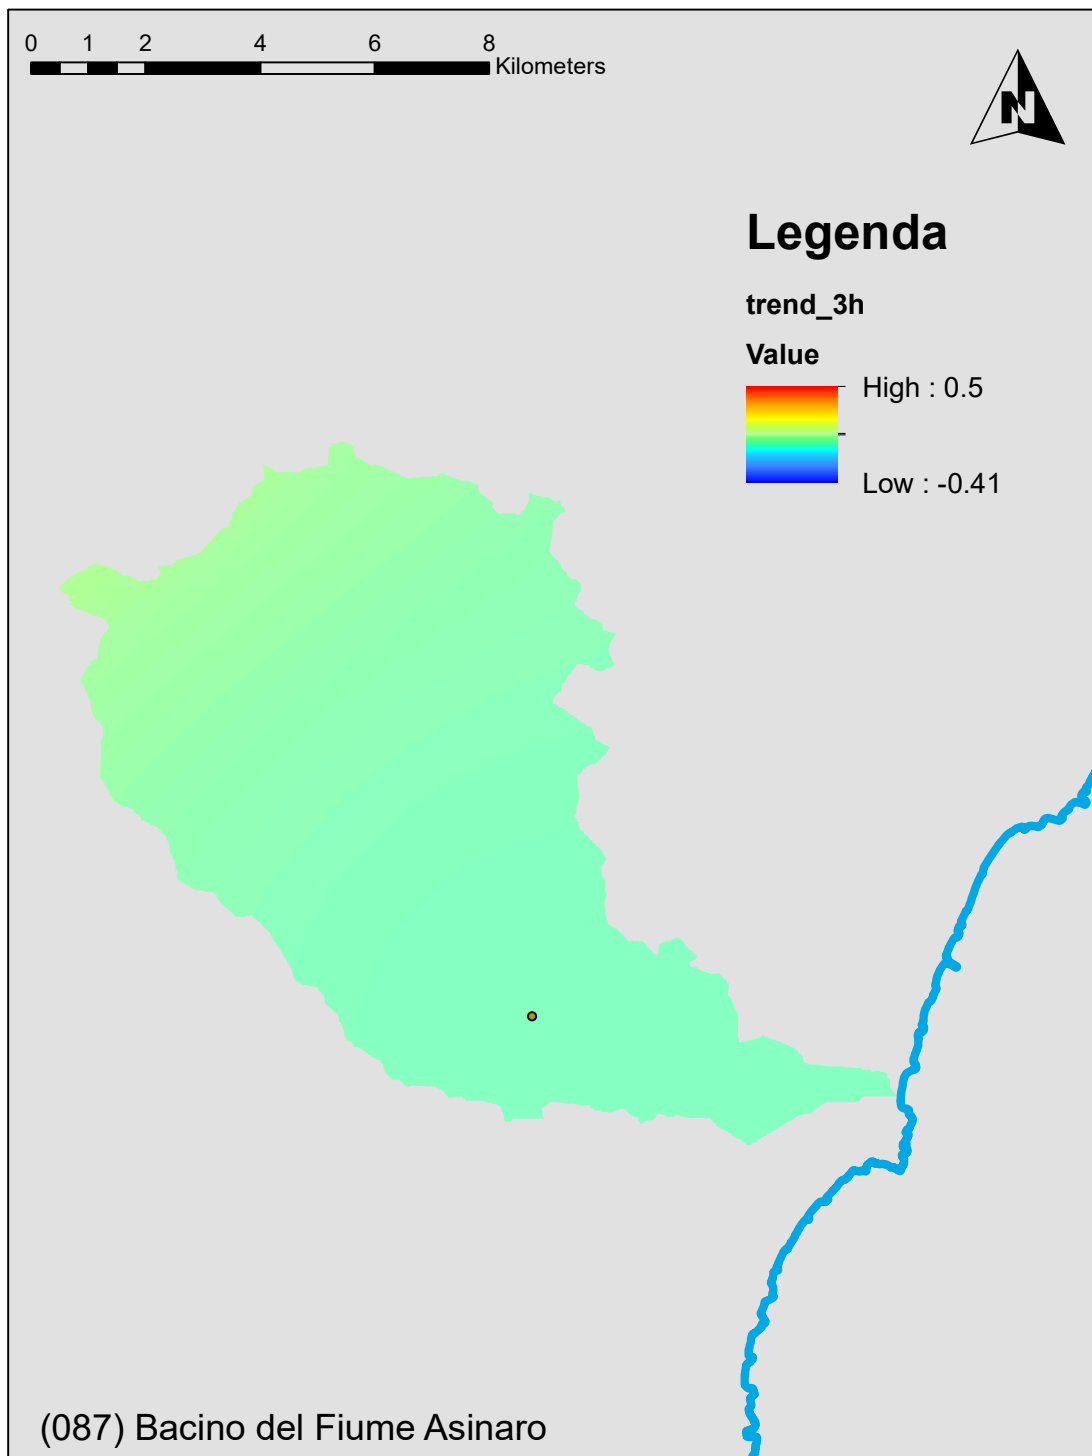 0 1 2 4 6 8
Kilometers
N
Legenda
trend_3h
Value
High : 0.5
Low : -0.41
(087) Bacino del Fiume Asinaro